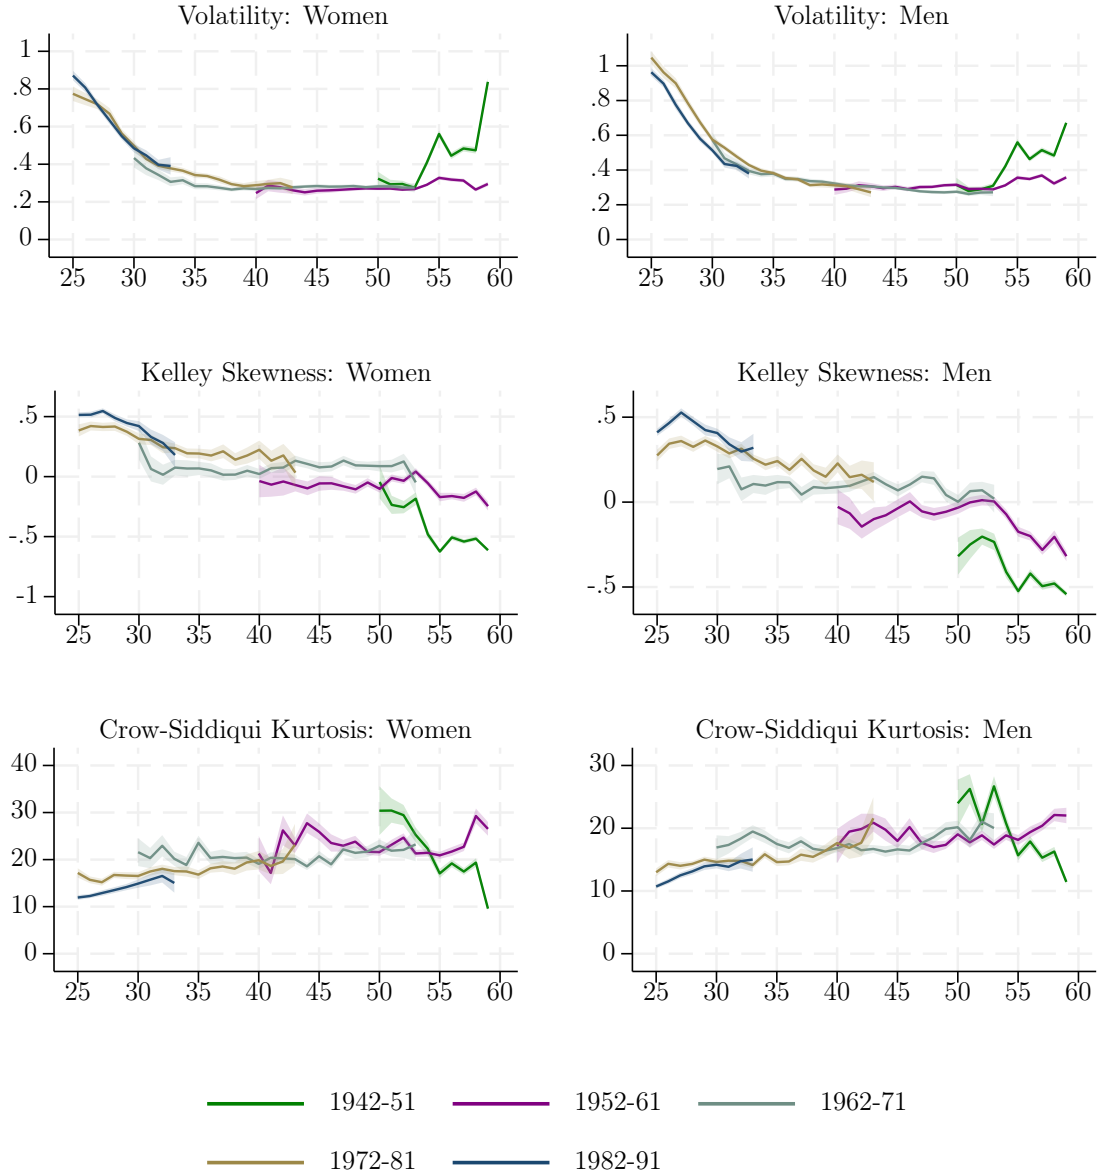 Volatility: Women
1
.8
.6
.4
.2
0
25 30 35 40 45 50 55 60
Volatility: Men
1
.8
.6
.4
.2
0
25 30 35 40 45 50 55 60
Kelley Skewness: Women
.5
0
-.5
-1
25 30 35 40 45 50 55 60
Kelley Skewness: Men
.5
0
-.5
25 30 35 40 45 50 55 60
Crow-Siddiqui Kurtosis: Women
40
30
20
10
0
25 30 35 40 45 50 55 60
Crow-Siddiqui Kurtosis: Men
30
20
10
0
25 30 35 40 45 50 55 60
1942-51 1952-61 1962-71
1972-81 1982-91